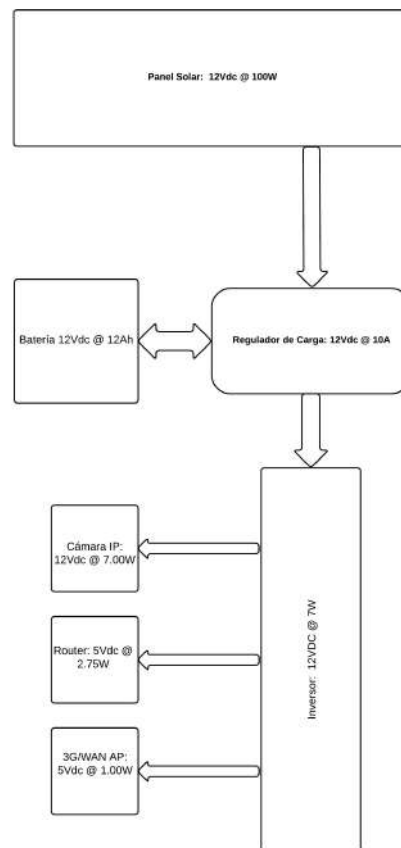 Panel Solar: 12Vdc @ 100W
Batería 12Vdc @ 12Ah
Regulador de Carga: 12Vdc @ 10A
Cámara IP:
12Vdc @ 7.00W
Router: 5Vdc @
2.75W
3G/WAN AP:
5Vdc @ 1.00W
Inversor: 12VDC @ 7W